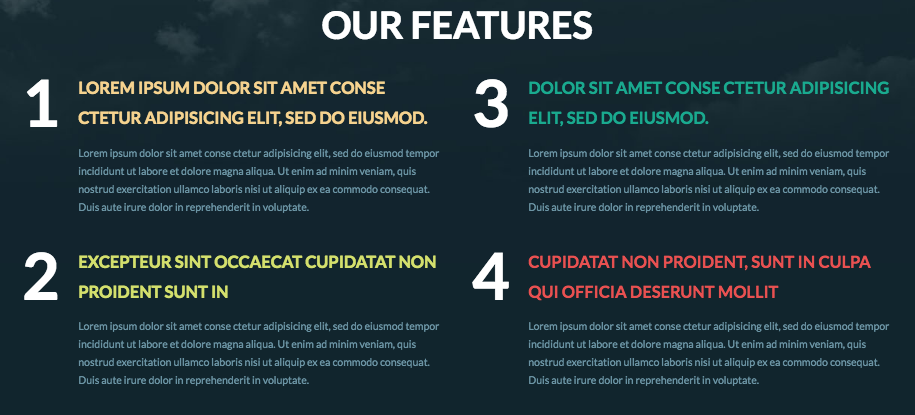 OUR FEATURES
1
LOREM IPSUM DOLOR SIT AMET CONSE
CTETUR ADIPISICING ELIT, SED DO EIUSMOD.
Lorem ipsum dolor sit amet conse ctetur adipisicing elit, sed do eiusmod tempor
incididunt ut labore et dolore magna aliqua. Ut enim ad minim veniam, quis
nostrud exercitation ullamco laboris nisi ut aliquip ex ea commodo consequat.
Duis aute irure dolor in reprehenderit in voluptate.
2
EXCEPTEUR SINT OCCAECAT CUPIDATAT NON
PROIDENT SUNT IN
Lorem ipsum dolor sit amet conse ctetur adipisicing elit, sed do eiusmod tempor
incididunt ut labore et dolore magna aliqua. Ut enim ad minim veniam, quis
nostrud exercitation ullamco laboris nisi ut aliquip ex ea commodo consequat.
Duis aute irure dolor in reprehenderit in voluptate.
3
DOLOR SIT AMET CONSE CTETUR ADIPISICING
ELIT, SED DO EIUSMOD.
Lorem ipsum dolor sit amet conse ctetur adipisicing elit, sed do eiusmod tempor
incididunt ut labore et dolore magna aliqua. Ut enim ad minim veniam, quis
nostrud exercitation ullamco laboris nisi ut aliquip ex ea commodo consequat.
Duis aute irure dolor in reprehenderit in voluptate.
4
CUPIDATAT NON PROIDENT, SUNT IN CULPA
QUI OFFICIA DESERUNT MOLLIT
Lorem ipsum dolor sit amet conse ctetur adipisicing elit, sed do eiusmod tempor
incididunt ut labore et dolore magna aliqua. Ut enim ad minim veniam, quis
nostrud exercitation ullamco laboris nisi ut aliquip ex ea commodo consequat.
Duis aute irure dolor in reprehenderit in voluptate.